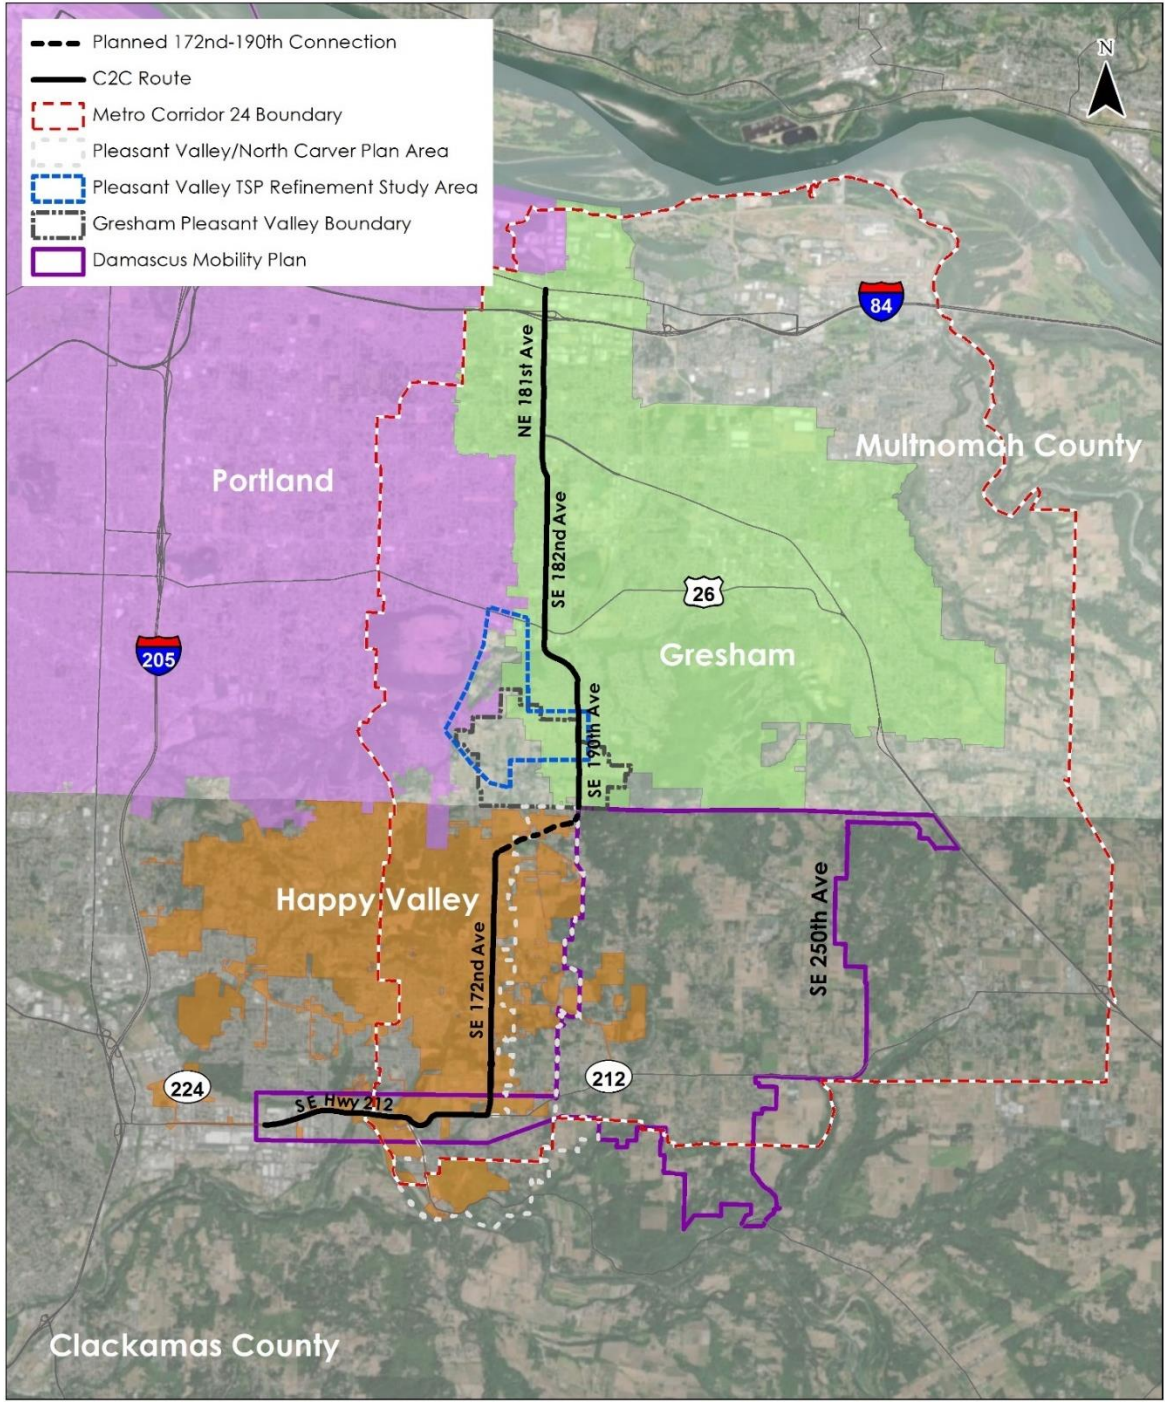 Planned 172nd-190th Connection
C2C Route
Metro Corridor 24 Boundary
Pleasant Valley/North Carver Plan Area
Pleasant Valley TSP Refinement Study Area
Gresham Pleasant Valley Boundary
Damascus Mobility Plan
N
84
NE 181st Ave
Multnomah County
Portland
SE 182nd Ave
26
205
Gresham
SE 190th Ave
Happy Valley
SE 172nd Ave
SE 250th Ave
224
212
SE Hwy 212
Clackamas County